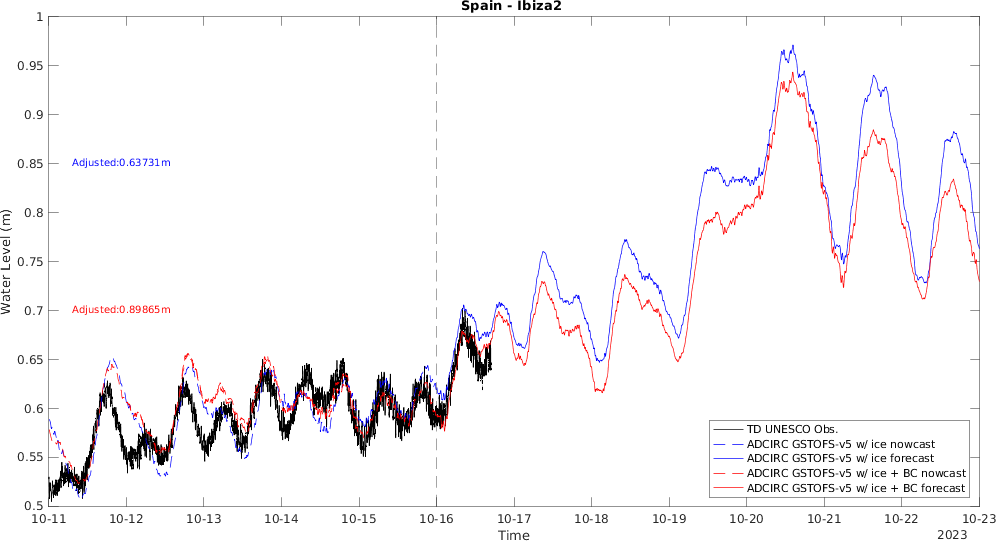 Spain - Ibiza2
1
0.95
0.9
0.85
0.8
0.75
0.7
0.65
0.6
0.55
0.5
Water Level (m)
Adjusted:0.63731m
Adjusted:0.89865m
TD UNESCO Obs.
ADCIRC GSTOFS-v5 w/ ice nowcast
ADCIRC GSTOFS-v5 w/ ice forecast
ADCIRC GSTOFS-v5 w/ ice + BC nowcast
ADCIRC GSTOFS-v5 w/ ice + BC forecast
10-11 10-12 10-13 10-14 10-15 10-16 10-17 10-18 10-19 10-20 10-21 10-22 10-23
Time
2023